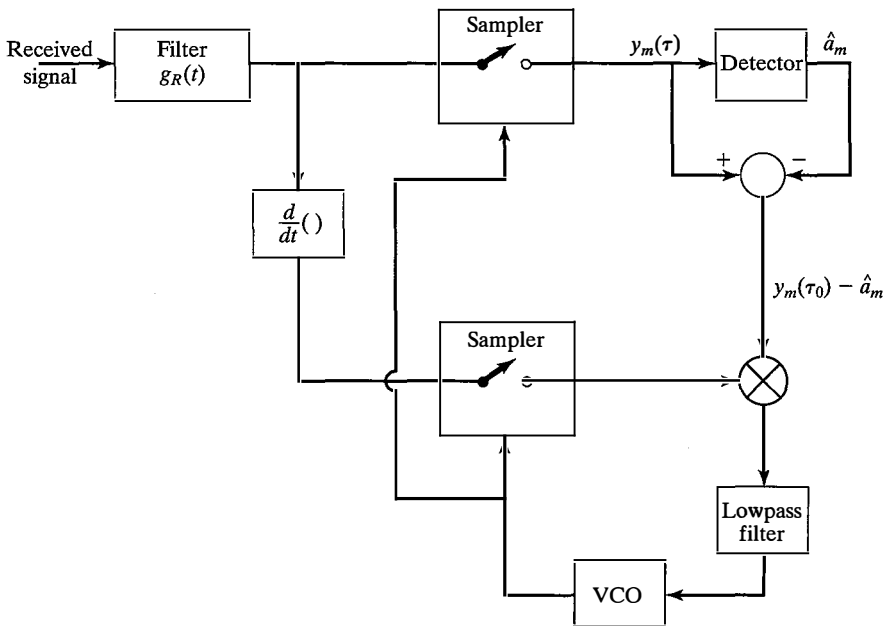 Received
signal
Filter
g_R(t)
Sampler
y_m(τ)
Detector
â_m
+
−
d/dt ( )
y_m(τ_0) − â_m
Sampler
Lowpass
filter
VCO